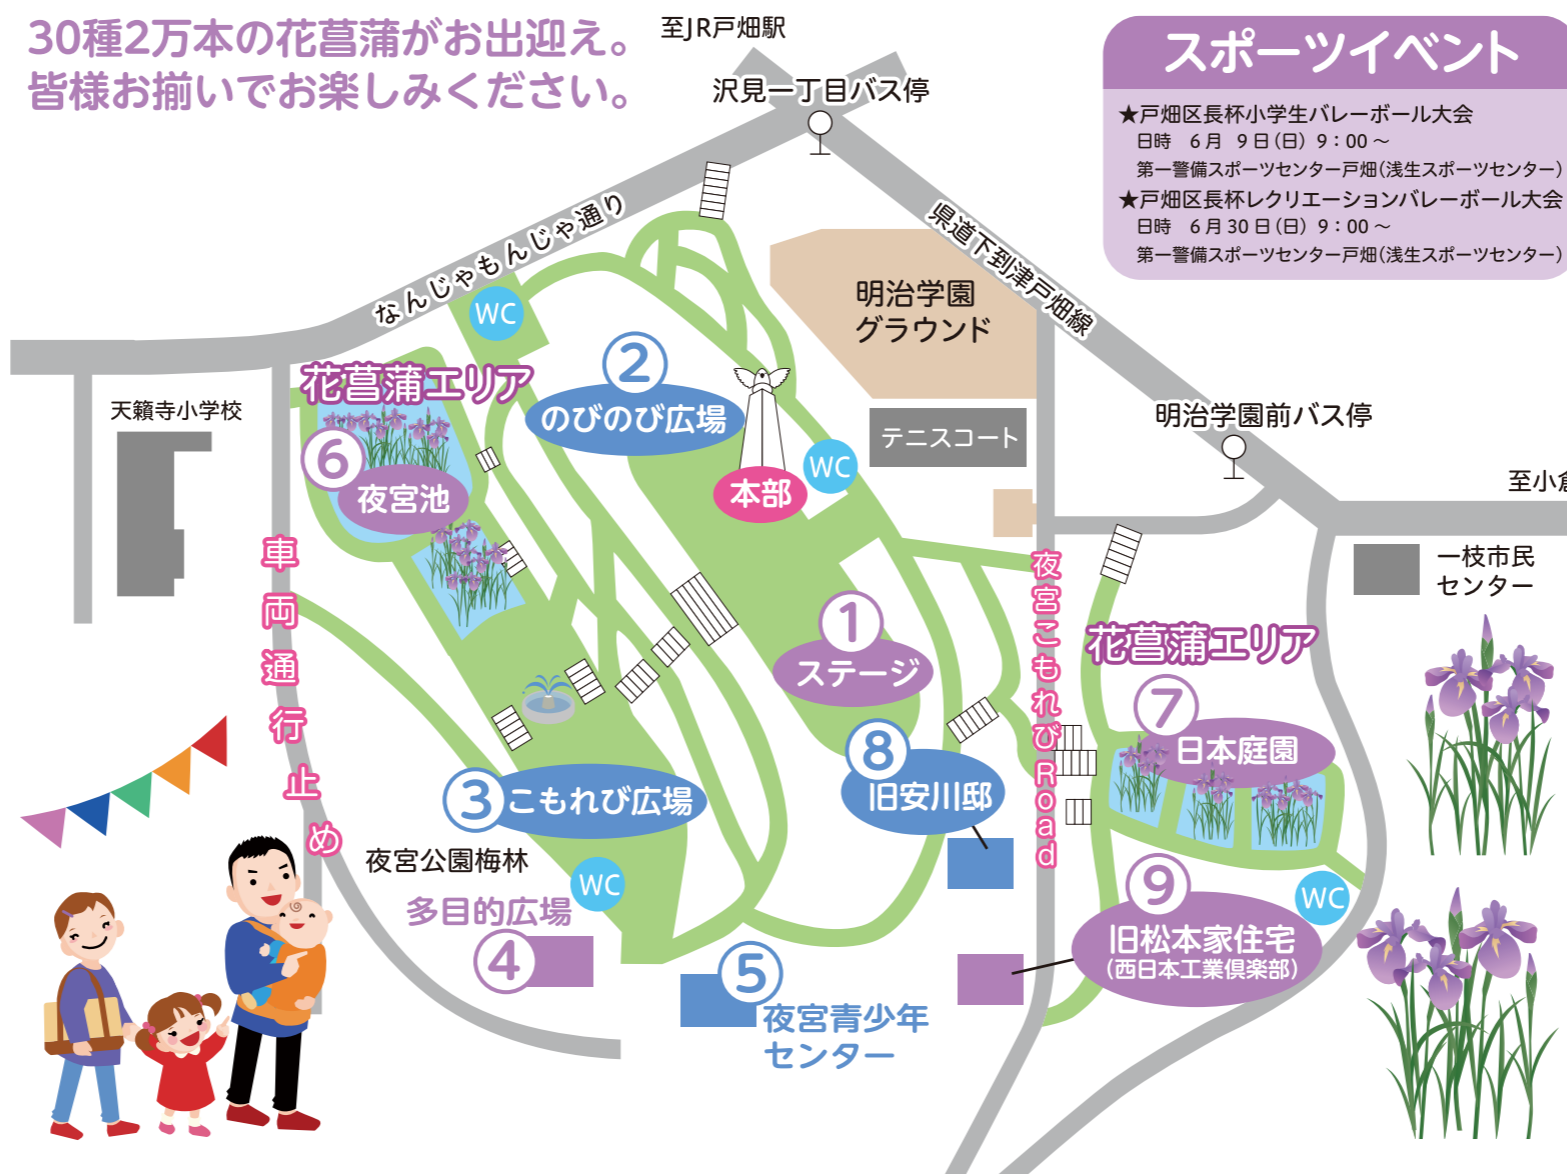 30種2万本の花菖蒲がお出迎え。
皆様お揃いでお楽しみください。
至JR戸畑駅
沢見一丁目バス停
スポーツイベント
★戸畑区長杯小学生バレーボール大会
日時 6月 9日(日) 9:00~
第一警備スポーツセンター戸畑(浅生スポーツセンター)
★戸畑区長杯レクリエーションバレーボール大会
日時 6月30日(日) 9:00~
第一警備スポーツセンター戸畑(浅生スポーツセンター)
なんじゃもんじゃ通り
県道下到津戸畑線
WC
明治学園
グラウンド
花菖蒲エリア
②
のびのび広場
天籟寺小学校
テニスコート
明治学園前バス停
⑥
夜宮池
本部
WC
至小倉
車両通行止め
夜宮こもれびRoad
一枝市民
センター
①
ステージ
花菖蒲エリア
⑦
日本庭園
⑧
旧安川邸
③
こもれび広場
夜宮公園梅林
WC
多目的広場
④
⑤
夜宮青少年
センター
⑨
旧松本家住宅
(西日本工業倶楽部)
WC